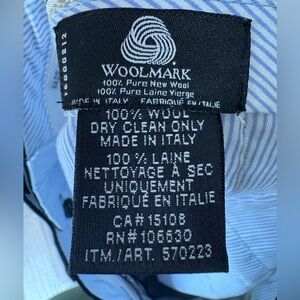 WOOLMARK
100% Pure New Wool
100% Pure Laine Vierge
MADE IN ITALY FABRIQUÉ EN ITALIE
100% WOOL
DRY CLEAN ONLY
MADE IN ITALY
100% LAINE
NETTOYAGE À SEC
UNIQUEMENT
FABRIQUÉ EN ITALIE
CA#15108
RN#106630
ITM./ART. 570223